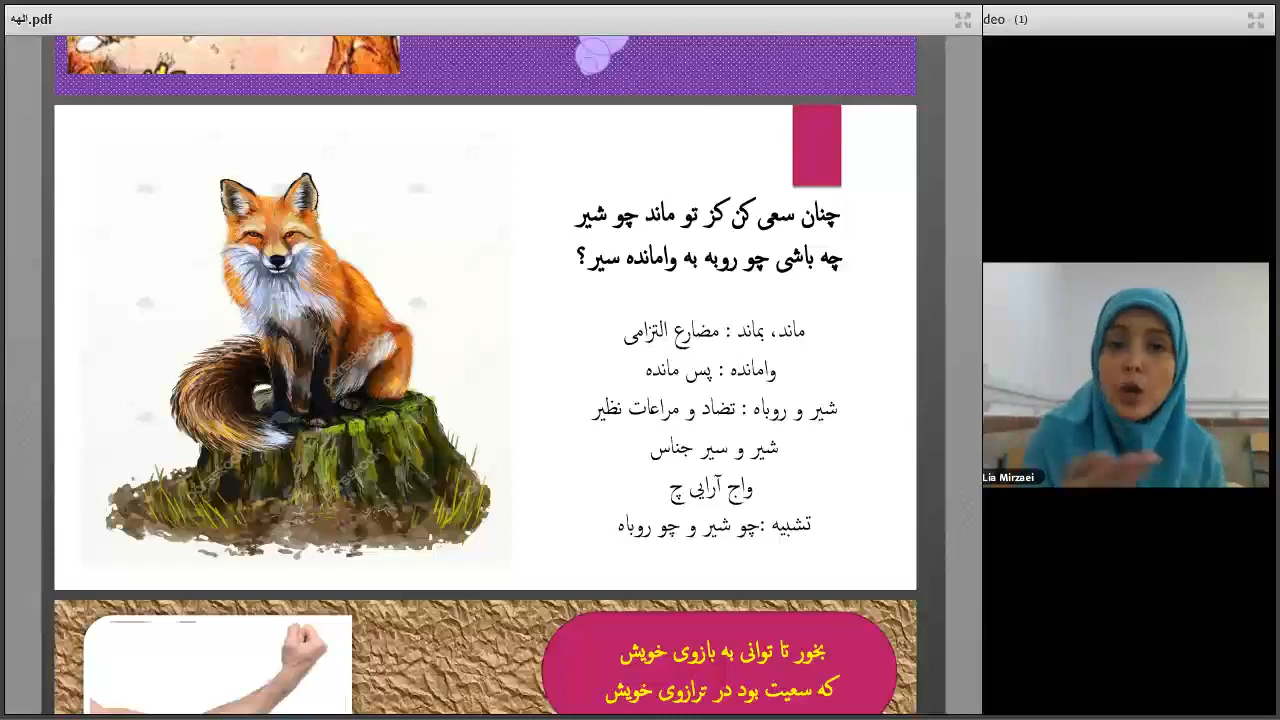 الهه.pdf
deo (1)
چنان سعی کن کز تو ماند چو شیر
چه باشی چو روبه به وامانده سیر؟
ماند، بماند : مضارع التزامی
وامانده : پس مانده
شیر و روباه : تضاد و مراعات نظیر
شیر و سیر جناس
واج آرایی چ
تشبیه :چو شیر و چو روباه
Lia Mirzaei
بخور تا توانی به بازوی خویش
که سعیت بود در ترازوی خویش